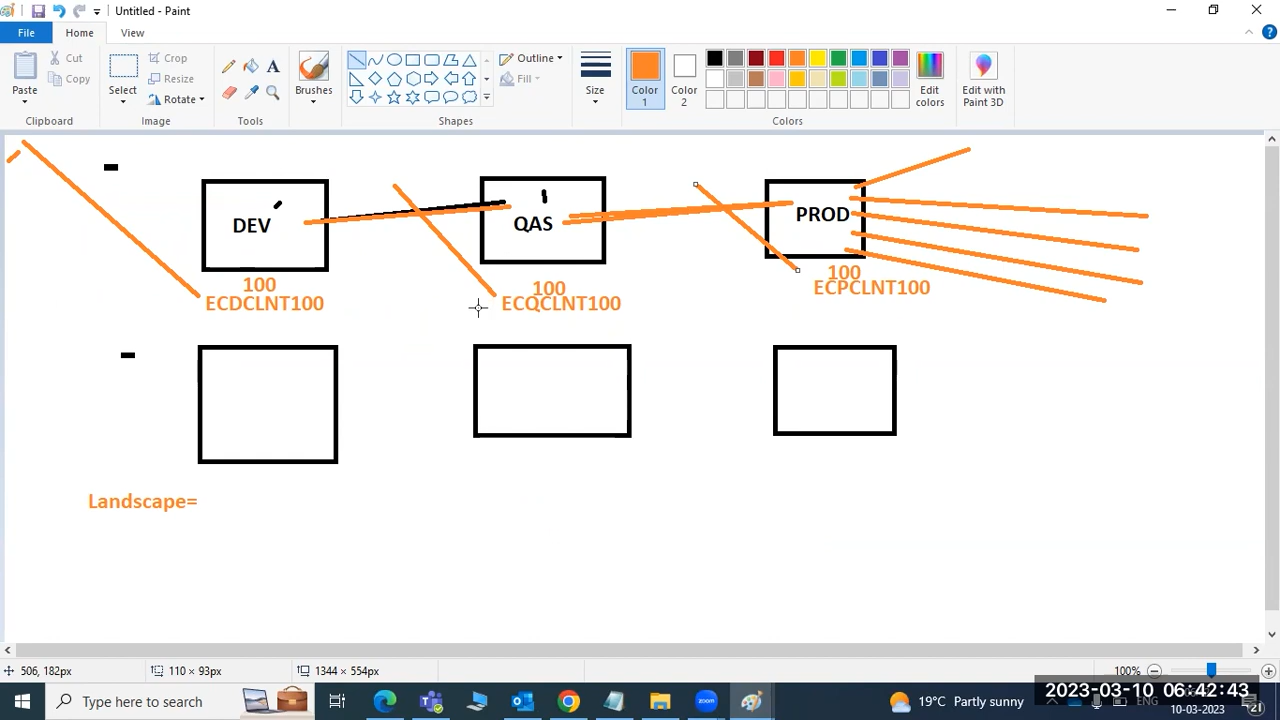 Untitled - Paint
File
Home
View
Paste
Cut
Copy
Clipboard
Select
Crop
Resize
Rotate
Image
A
Tools
Brushes
Outline
Fill
Shapes
Size
Color
1
Color
2
Edit
colors
Edit with
Paint 3D
Colors
DEV
QAS
PROD
100
ECDCLNT100
100
ECQCLNT100
100
ECPCLNT100
Landscape=
506, 182px
110 × 93px
1344 × 554px
100%
Type here to search
19°C Partly sunny
ENG
2023-03-10 06:42:43
10-03-2023
21